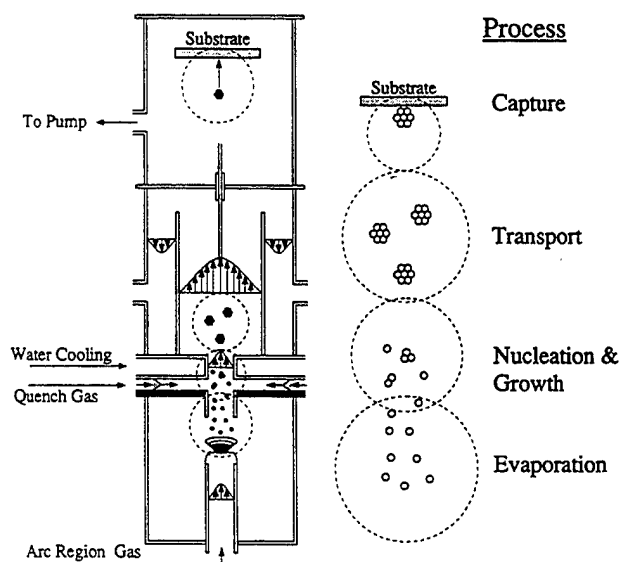 Process
Substrate
Substrate
Capture
To Pump
Transport
Water Cooling
Quench Gas
Nucleation &
Growth
Evaporation
Arc Region Gas